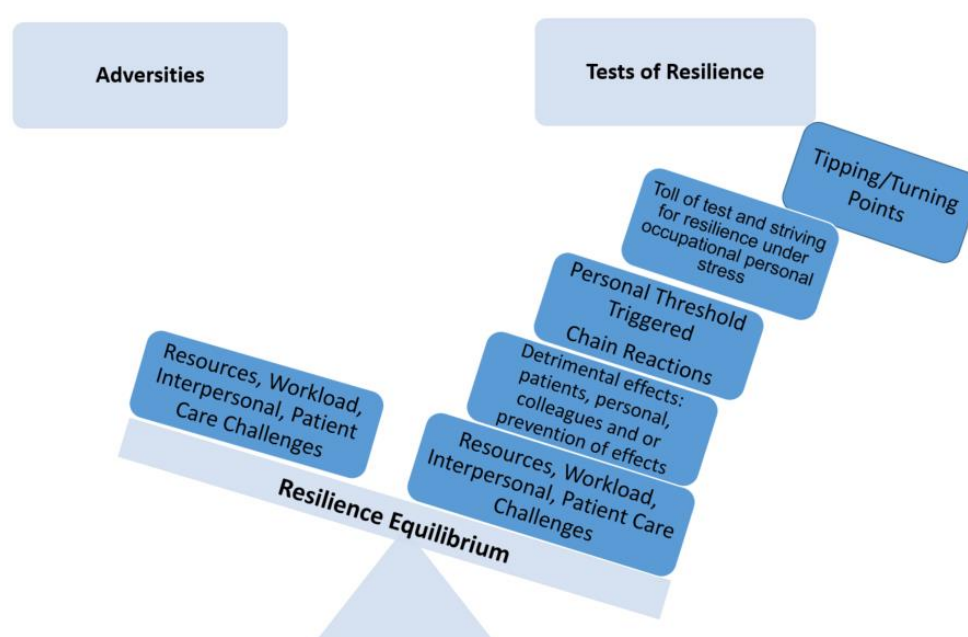 Adversities
Tests of Resilience
Tipping/Turning
Points
Toll of test and striving
for resilience under
occupational personal
stress
Personal Threshold
Triggered
Chain Reactions
Detrimental effects:
patients, personal,
colleagues and or
prevention of effects
Resources, Workload,
Interpersonal, Patient
Care Challenges
Resources, Workload,
Interpersonal, Patient Care
Challenges
Resilience Equilibrium